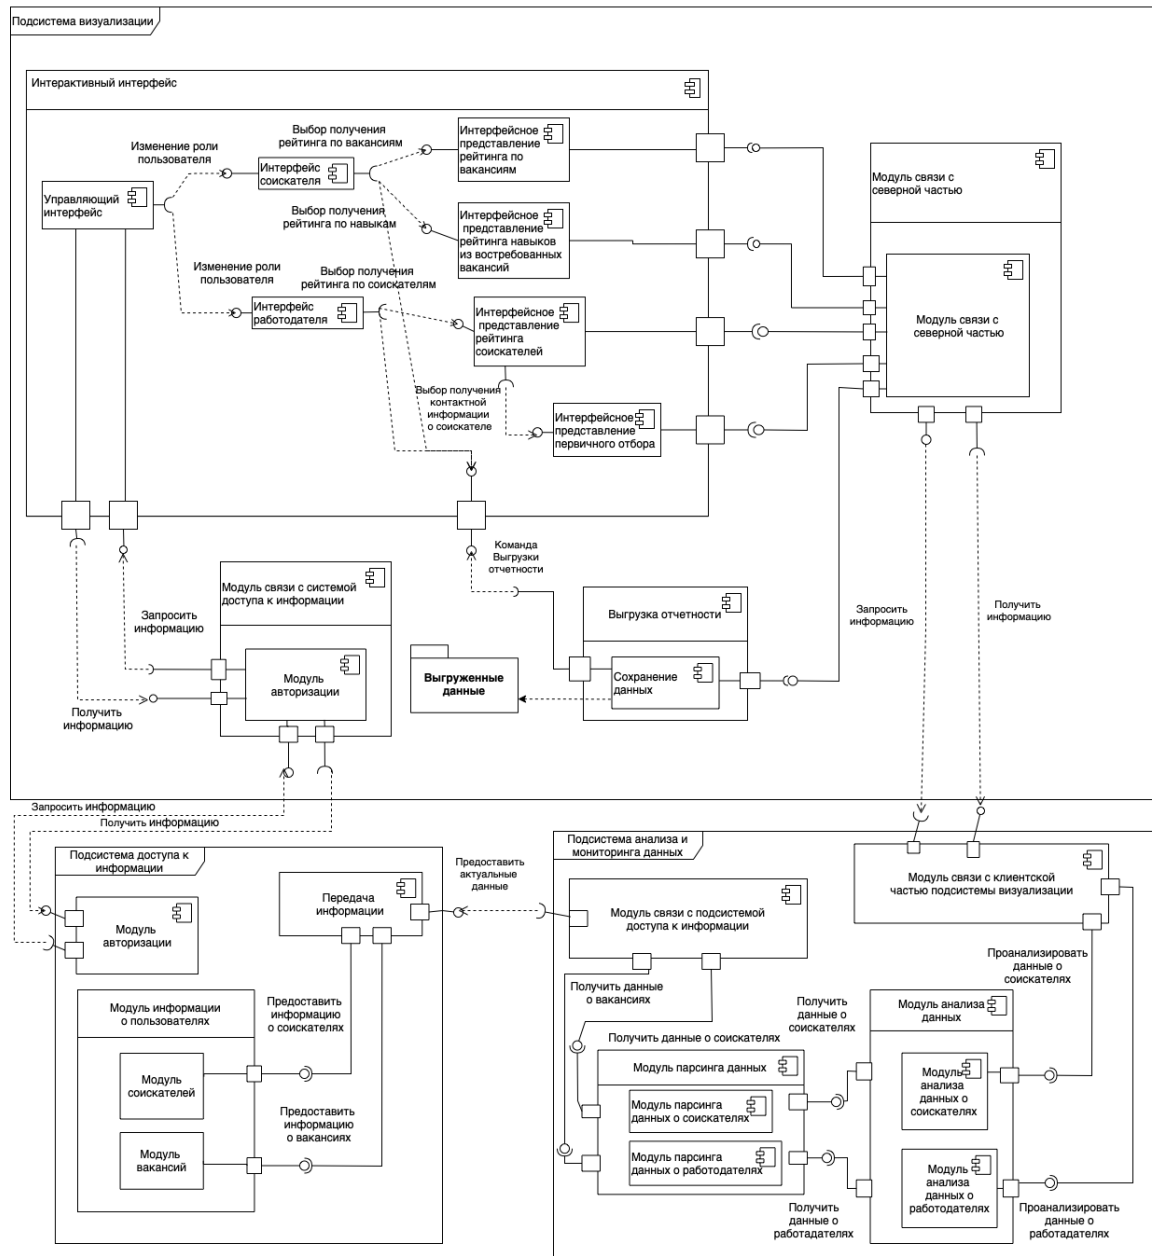 Подсистема визуализации
Интерактивный интерфейс
Изменение роли
пользователя
Выбор получения
рейтинга по вакансиям
Интерфейсное
представление
рейтинга по
вакансиям
Интерфейс
соискателя
Управляющий
интерфейс
Выбор получения
рейтинга по навыкам
Интерфейсное
представление
рейтинга навыков
из востребованных
вакансий
Модуль связи с
северной частью
Изменение роли
пользователя
Выбор получения
рейтинга по соискателям
Интерфейс
работодателя
Интерфейсное
представление
рейтинга
соискателей
Модуль связи с
северной частью
Выбор получения
контактной
информации
о соискателе
Интерфейсное
представление
первичного отбора
Команда
Выгрузки
отчетности
Модуль связи с системой
доступа к информации
Запросить
информацию
Выгрузка отчетности
Запросить
информацию
Получить
информацию
Модуль
авторизации
Выгруженные
данные
Сохранение
данных
Получить
информацию
Запросить информацию
Получить информацию
Подсистема доступа к
информации
Предоставить
актуальные
данные
Подсистема анализа и
мониторинга данных
Передача
информации
Модуль
авторизации
Модуль связи с подсистемой
доступа к информации
Модуль связи с клиентской
частью подсистемы визуализации
Проанализировать
данные о
соискателях
Получить данные
о вакансиях
Модуль информации
о пользователях
Предоставить
информацию
о соискателях
Получить
данные о
соискателях
Модуль анализа
данных
Получить данные о соискателях
Модуль парсинга данных
Модуль
соискателей
Модуль парсинга
данных о соискателях
Модуль
анализа
данных о
соискателях
Предоставить
информацию
о вакансиях
Модуль
вакансий
Модуль парсинга
данных о работодателях
Модуль
анализа
данных о
работодателях
Получить
данные о
работадателях
Проанализировать
данные о
работадателях